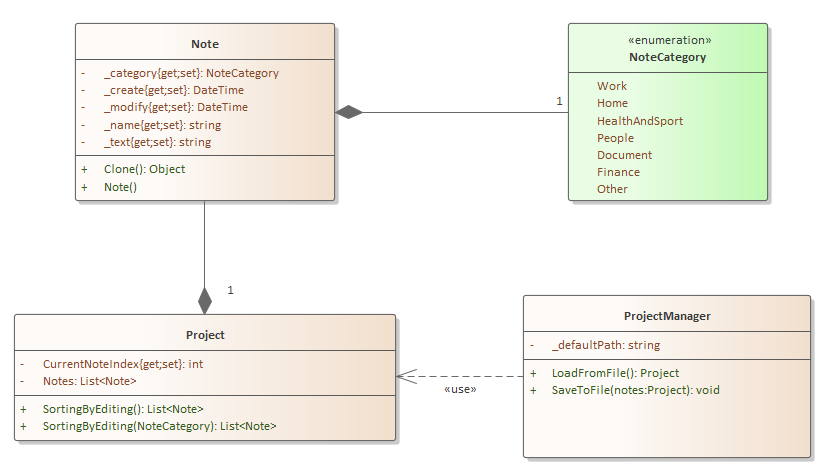 Note
- _category{get;set}: NoteCategory
- _create{get;set}: DateTime
- _modify{get;set}: DateTime
- _name{get;set}: string
- _text{get;set}: string
+ Clone(): Object
+ Note()
1
«enumeration»
NoteCategory
Work
Home
HealthAndSport
People
Document
Finance
Other
1
Project
- CurrentNoteIndex{get;set}: int
- Notes: List<Note>
+ SortingByEditing(): List<Note>
+ SortingByEditing(NoteCategory): List<Note>
«use»
ProjectManager
- _defaultPath: string
+ LoadFromFile(): Project
+ SaveToFile(notes:Project): void